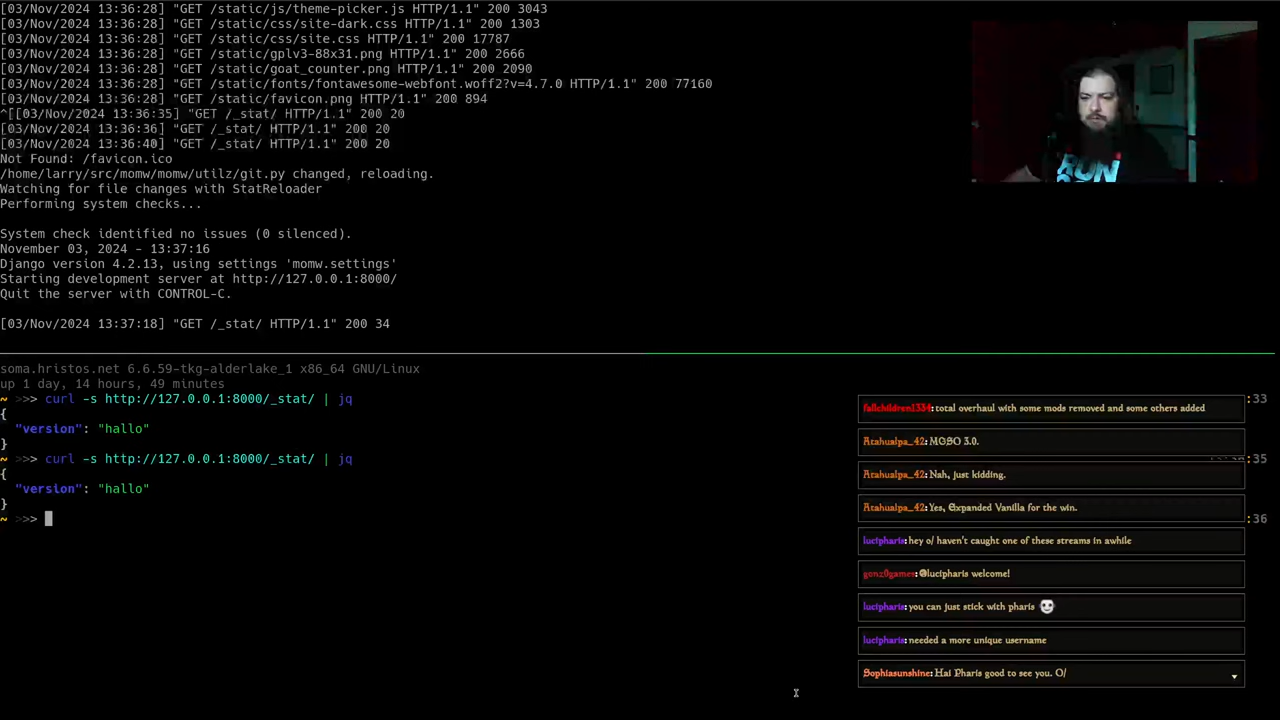 [03/Nov/2024 13:36:28] "GET /static/js/theme-picker.js HTTP/1.1" 200 3043
[03/Nov/2024 13:36:28] "GET /static/css/site-dark.css HTTP/1.1" 200 1303
[03/Nov/2024 13:36:28] "GET /static/css/site.css HTTP/1.1" 200 17787
[03/Nov/2024 13:36:28] "GET /static/gplv3-88x31.png HTTP/1.1" 200 2666
[03/Nov/2024 13:36:28] "GET /static/goat_counter.png HTTP/1.1" 200 2090
[03/Nov/2024 13:36:28] "GET /static/fonts/fontawesome-webfont.woff2?v=4.7.0 HTTP/1.1" 200 77160
[03/Nov/2024 13:36:28] "GET /static/favicon.png HTTP/1.1" 200 894
^[[[03/Nov/2024 13:36:35] "GET /_stat/ HTTP/1.1" 200 20
[03/Nov/2024 13:36:36] "GET /_stat/ HTTP/1.1" 200 20
[03/Nov/2024 13:36:40] "GET /_stat/ HTTP/1.1" 200 20
Not Found: /favicon.ico
/home/larry/src/momw/momw/utilz/git.py changed, reloading.
Watching for file changes with StatReloader
Performing system checks...
System check identified no issues (0 silenced).
November 03, 2024 - 13:37:16
Django version 4.2.13, using settings 'momw.settings'
Starting development server at http://127.0.0.1:8000/
Quit the server with CONTROL-C.
[03/Nov/2024 13:37:18] "GET /_stat/ HTTP/1.1" 200 34
soma.hristos.net 6.6.59-tkg-alderlake_1 x86_64 GNU/Linux
up 1 day, 14 hours, 49 minutes
~ >>> curl -s http://127.0.0.1:8000/_stat/ | jq
:33
{
"version": "hallo"
}
~ >>> curl -s http://127.0.0.1:8000/_stat/ | jq
:35
{
"version": "hallo"
}
~ >>>
:36
fallchildren1334: total overhaul with some mods removed and some others added
Atahualpa_42: MGSO 3.0.
Atahualpa_42: Nah, just kidding.
Atahualpa_42: Yes, Expanded Vanilla for the win.
lucipharis: hey o/ haven't caught one of these streams in awhile
gonz0games: @lucipharis welcome!
lucipharis: you can just stick with pharis
lucipharis: needed a more unique username
Sophiasunshine: Hai Pharis good to see you. O/